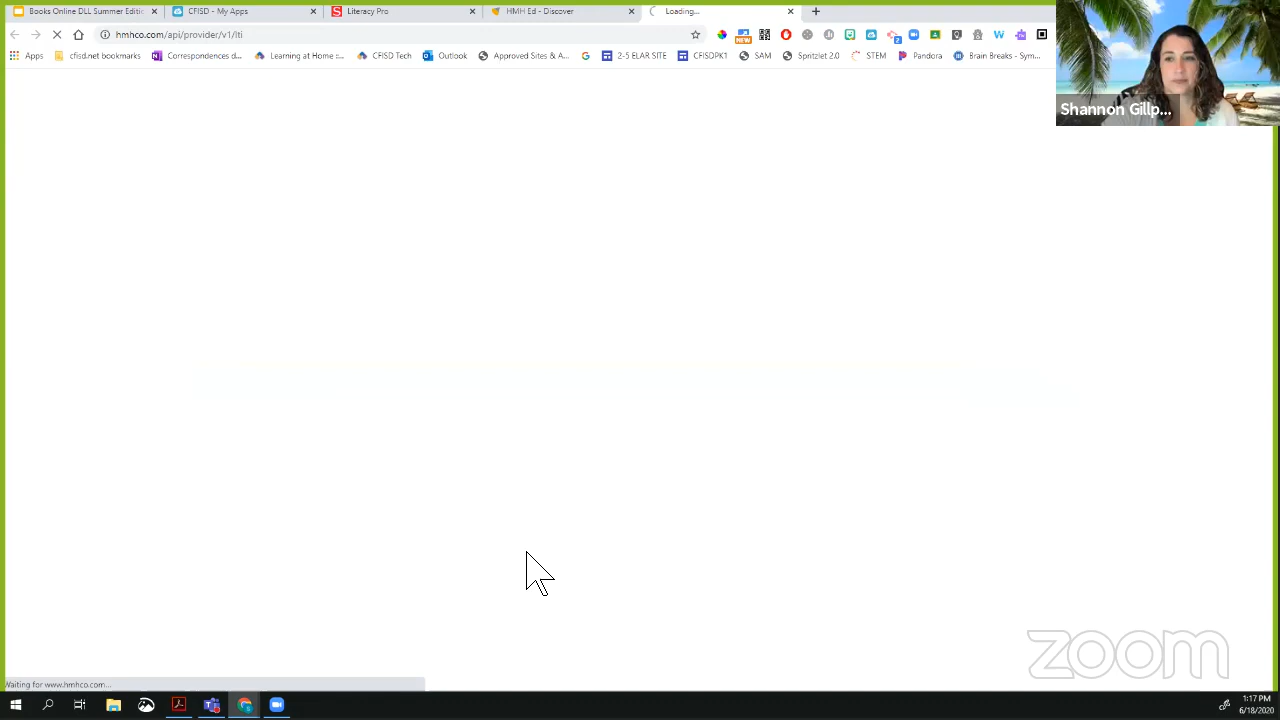 Books Online DLL Summer Editic
CFISD - My Apps
Literacy Pro
HMH Ed - Discover
Loading...
hmhco.com/api/provider/v1/lti
NEW
Apps
cfisd.net bookmarks
Correspondences d...
Learning at Home ::...
CFISD Tech
Outlook
Approved Sites & A...
2-5 ELAR SITE
CFISDPK1
SAM
Spritzlet 2.0
STEM
Pandora
Brain Breaks - Sym...
Shannon Gillp...
zoom
Waiting for www.hmhco.com...
1:17 PM
6/18/2020